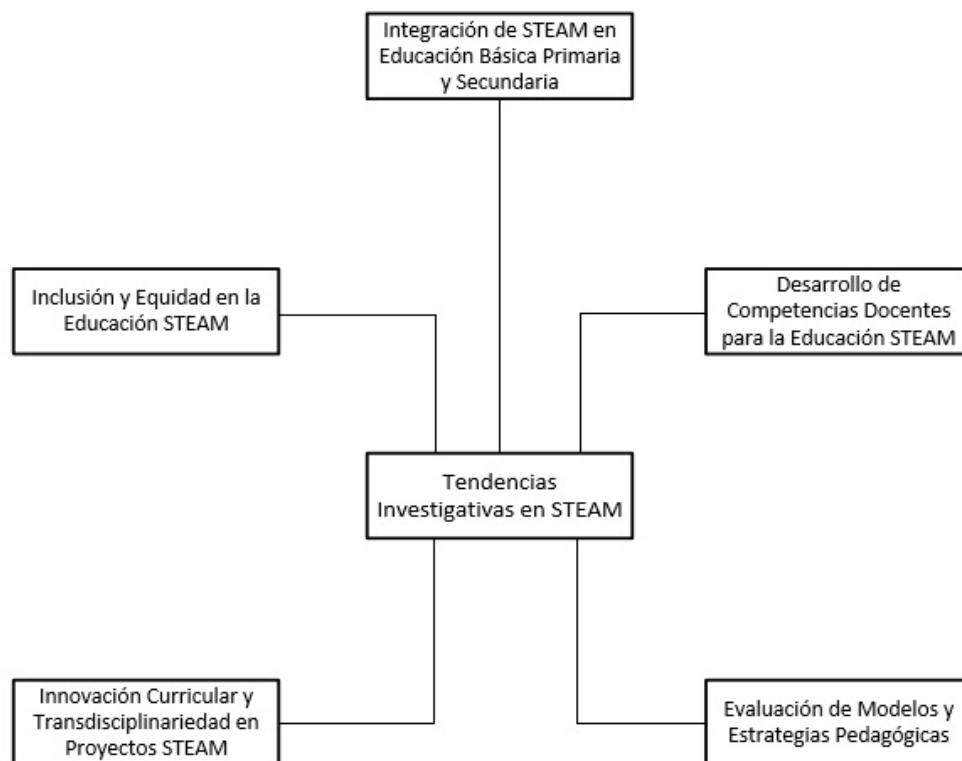 Integración de STEAM en
Educación Básica Primaria
y Secundaria
Inclusión y Equidad en la
Educación STEAM
Desarrollo de
Competencias Docentes
para la Educación STEAM
Tendencias
Investigativas en STEAM
Innovación Curricular y
Transdisciplinariedad en
Proyectos STEAM
Evaluación de Modelos y
Estrategias Pedagógicas